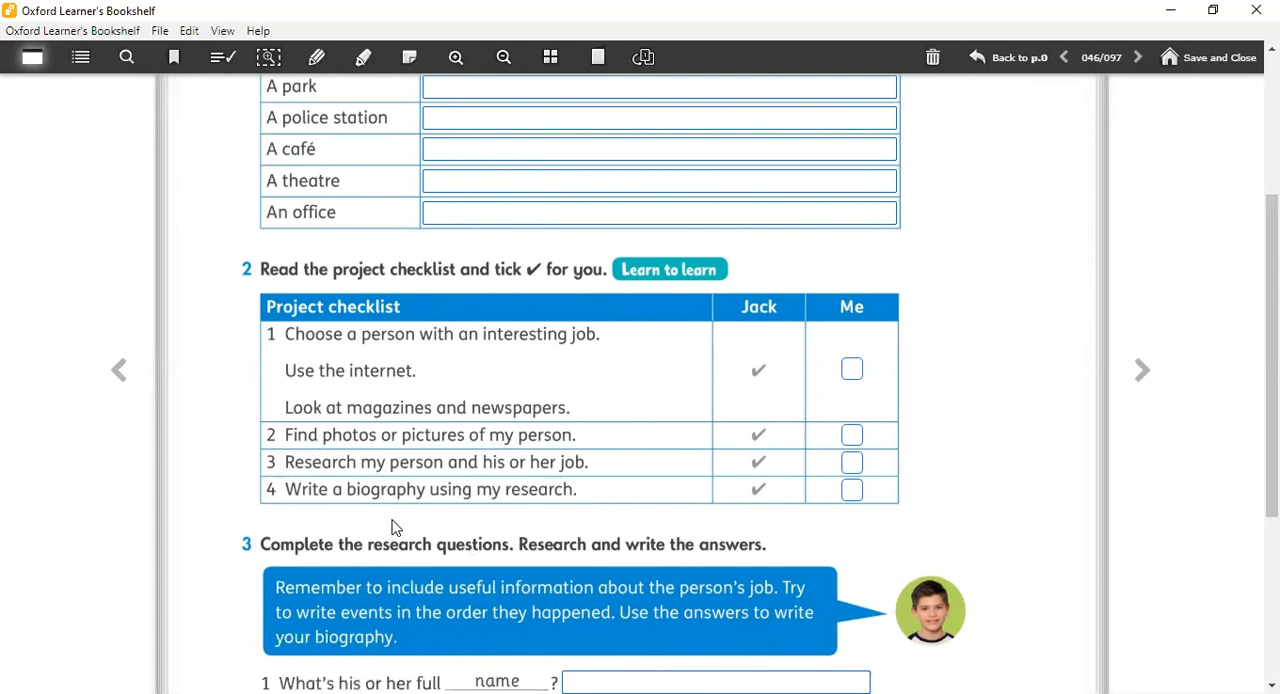 Oxford Learner's Bookshelf
Oxford Learner's Bookshelf File Edit View Help
Back to p.0 046/097 Save and Close
A park
A police station
A café
A theatre
An office
2 Read the project checklist and tick ✔ for you. Learn to learn
Project checklist Jack Me
1 Choose a person with an interesting job.
Use the internet. ✔
Look at magazines and newspapers.
2 Find photos or pictures of my person. ✔
3 Research my person and his or her job. ✔
4 Write a biography using my research. ✔
3 Complete the research questions. Research and write the answers.
Remember to include useful information about the person's job. Try
to write events in the order they happened. Use the answers to write
your biography.
1 What's his or her full name ?